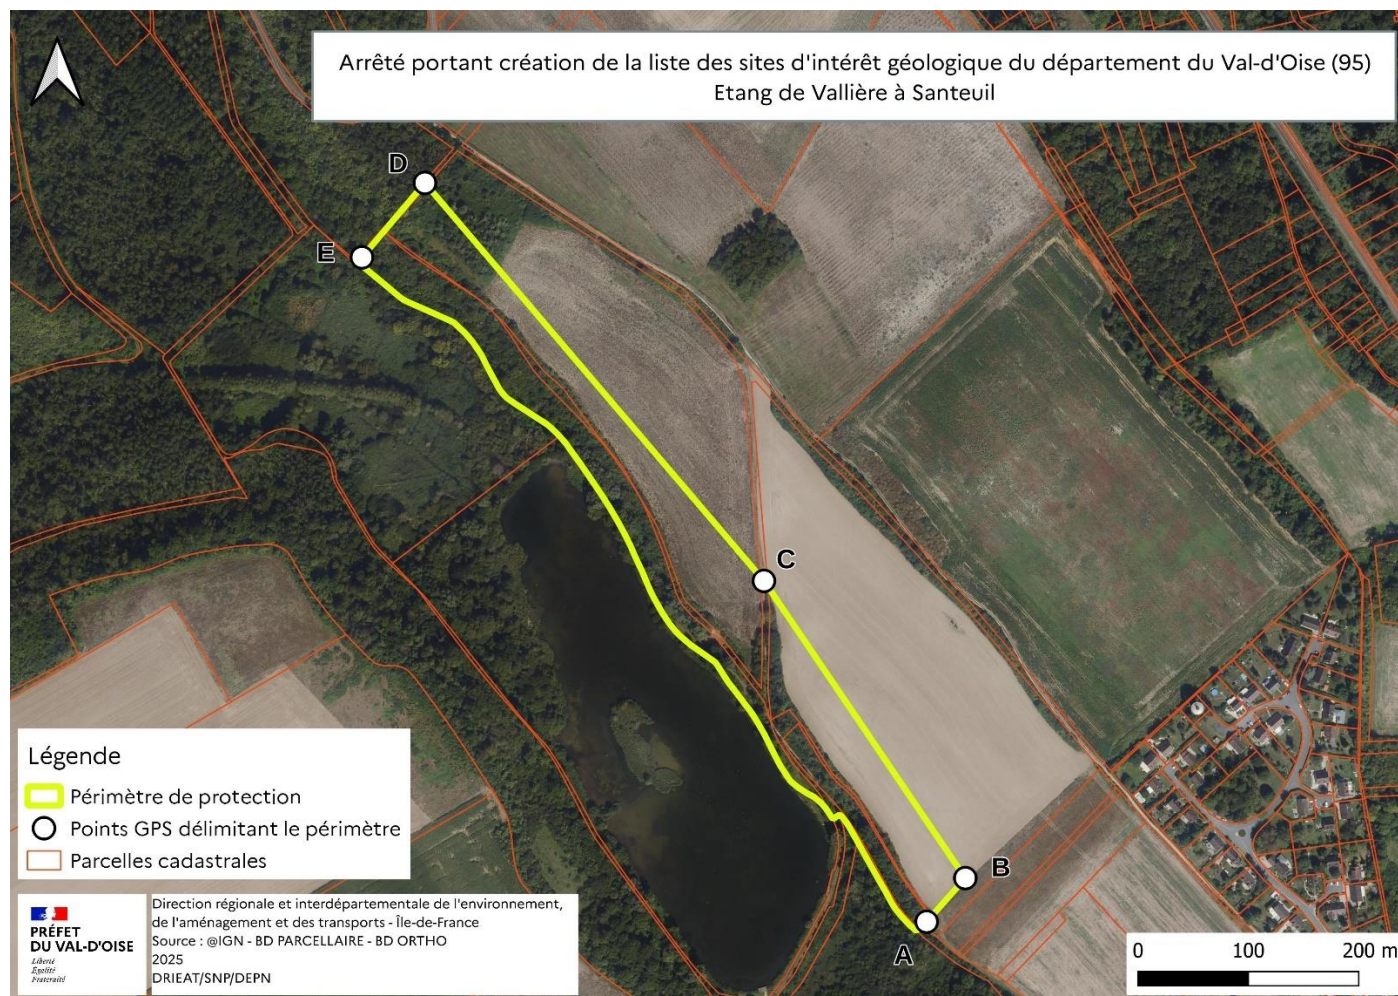 Arrêté portant création de la liste des sites d'intérêt géologique du département du Val-d'Oise (95)
Etang de Vallière à Santeuil
D
E
C
B
A
Légende
Périmètre de protection
Points GPS délimitant le périmètre
Parcelles cadastrales
PRÉFET
DU VAL-D'OISE
Liberté
Égalité
Fraternité
Direction régionale et interdépartementale de l'environnement,
de l'aménagement et des transports - Île-de-France
Source : @IGN - BD PARCELLAIRE - BD ORTHO
2025
DRIEAT/SNP/DEPN
0 100 200 m